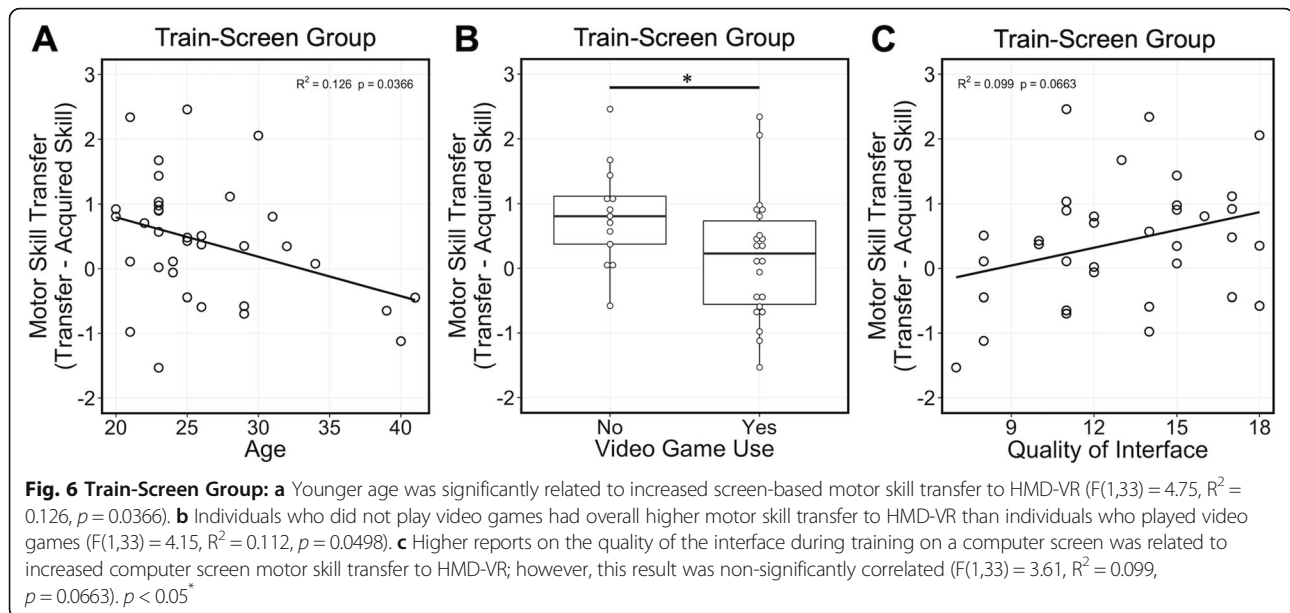 A
Train-Screen Group
R² = 0.126 p = 0.0366
Motor Skill Transfer
(Transfer - Acquired Skill)
3
2
1
0
-1
-2
20 25 30 35 40
Age
B
Train-Screen Group
*
Motor Skill Transfer
(Transfer - Acquired Skill)
3
2
1
0
-1
-2
No Yes
Video Game Use
C
Train-Screen Group
R² = 0.099 p = 0.0663
Motor Skill Transfer
(Transfer - Acquired Skill)
3
2
1
0
-1
-2
9 12 15 18
Quality of Interface
Fig. 6 Train-Screen Group: a Younger age was significantly related to increased screen-based motor skill transfer to HMD-VR (F(1,33) = 4.75, R² =
0.126, p = 0.0366). b Individuals who did not play video games had overall higher motor skill transfer to HMD-VR than individuals who played video
games (F(1,33) = 4.15, R² = 0.112, p = 0.0498). c Higher reports on the quality of the interface during training on a computer screen was related to
increased computer screen motor skill transfer to HMD-VR; however, this result was non-significantly correlated (F(1,33) = 3.61, R² = 0.099,
p = 0.0663). p < 0.05*